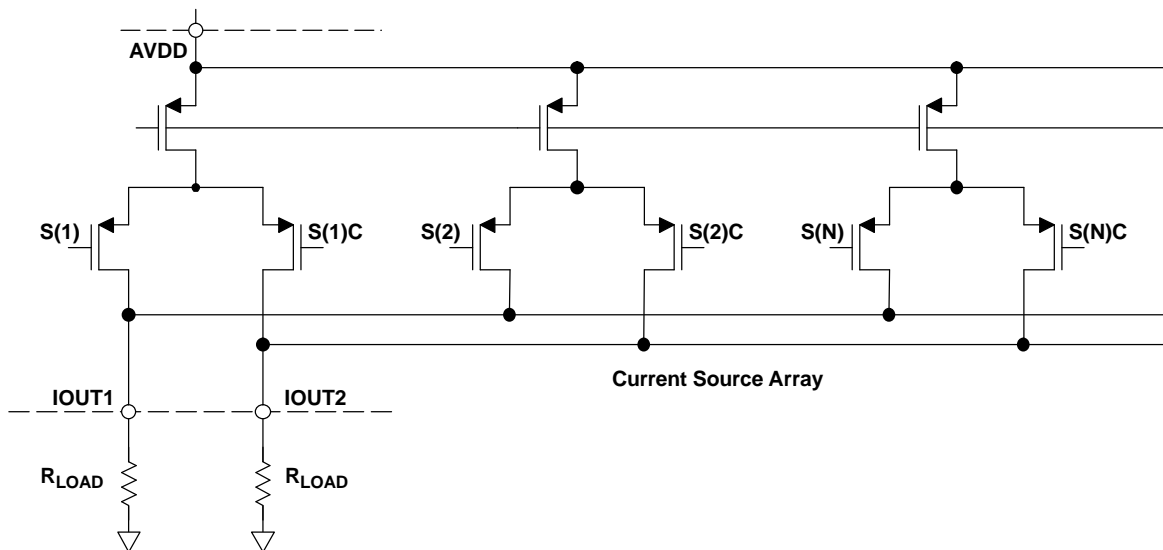 AVDD
S(1) S(1)C S(2) S(2)C S(N) S(N)C
Current Source Array
IOUT1 IOUT2
RLOAD RLOAD